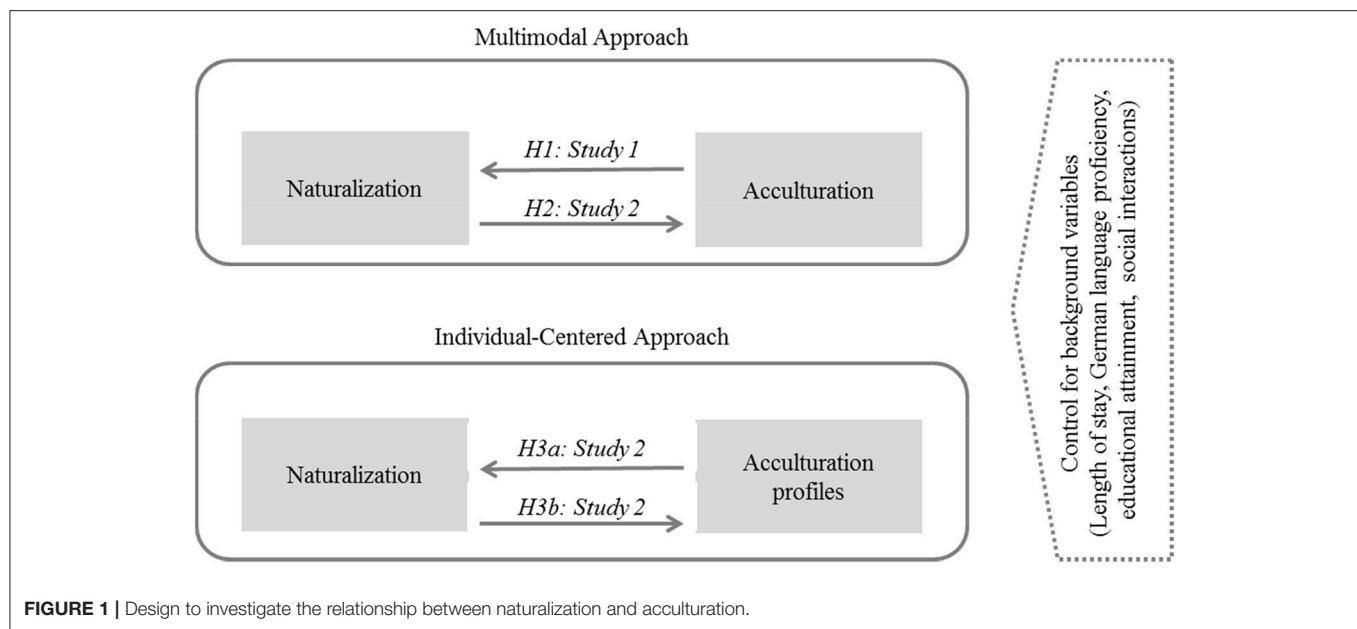 Multimodal Approach
Naturalization
H1: Study 1
H2: Study 2
Acculturation
Individual-Centered Approach
Naturalization
H3a: Study 2
H3b: Study 2
Acculturation
profiles
Control for background variables
(Length of stay, German language proficiency,
educational attainment, social interactions)
FIGURE 1 | Design to investigate the relationship between naturalization and acculturation.